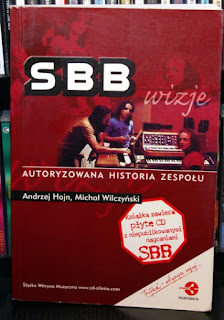 SBB
wizje
AUTORYZOWANA HISTORIA ZESPOŁU
Andrzej Hojn, Michał Wilczyński
książka zawiera
płytę CD
z niepublikowanymi
nagraniami
SBB
Śląska Witryna Muzyczna www.cd-silesia.com